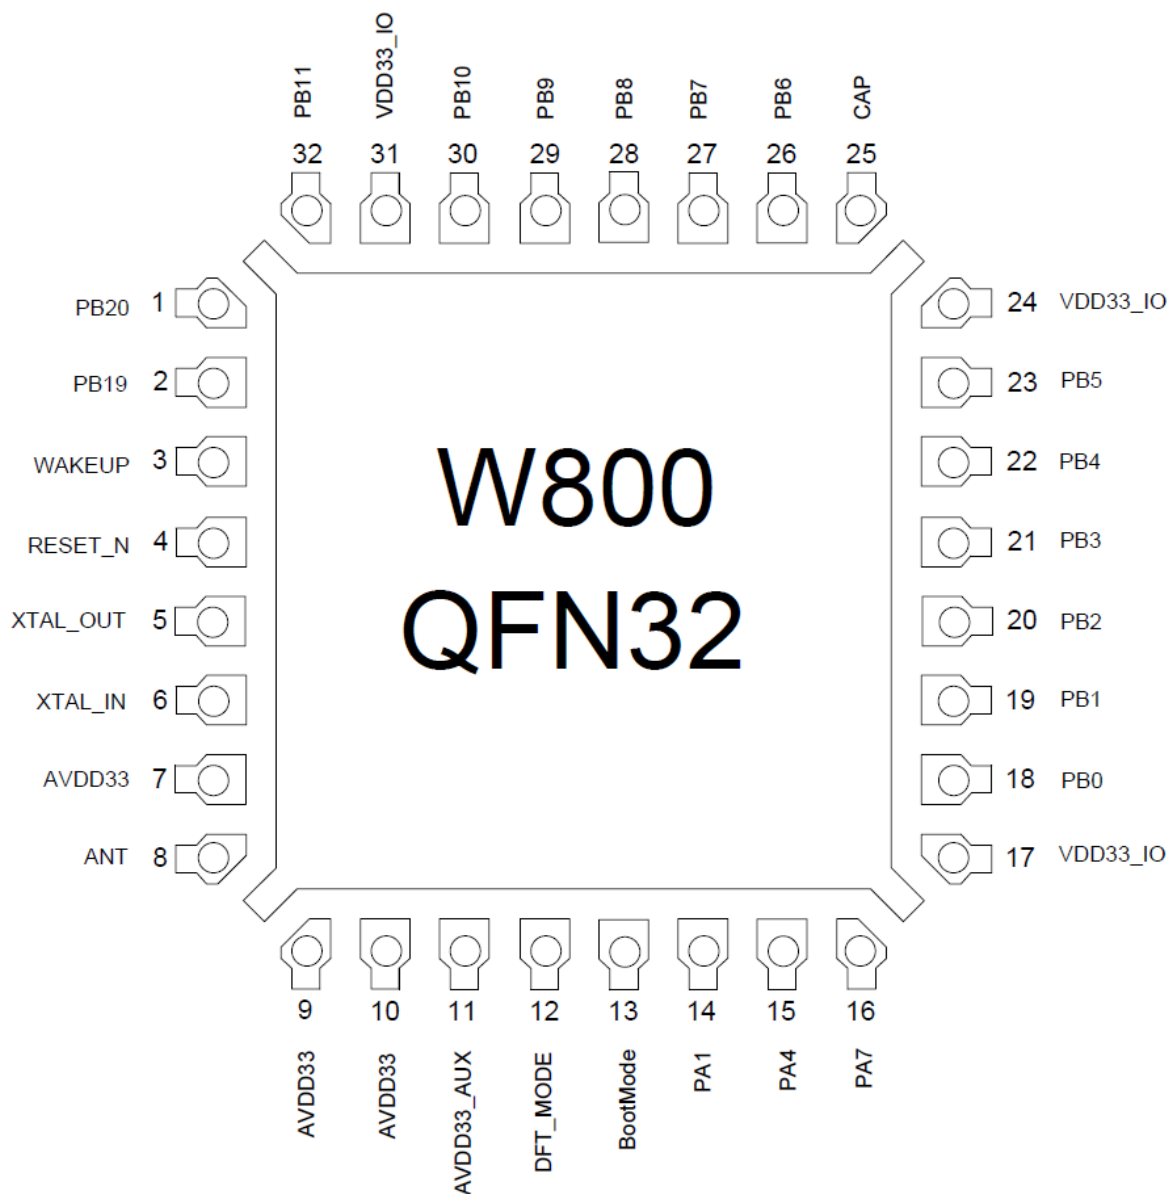 PB11
VDD33_IO
PB10
PB9
PB8
PB7
PB6
CAP
32
31
30
29
28
27
26
25
PB20 1
PB19 2
WAKEUP 3
RESET_N 4
XTAL_OUT 5
XTAL_IN 6
AVDD33 7
ANT 8
W800
QFN32
24 VDD33_IO
23 PB5
22 PB4
21 PB3
20 PB2
19 PB1
18 PB0
17 VDD33_IO
9
10
11
12
13
14
15
16
AVDD33
AVDD33
AVDD33_AUX
DFT_MODE
BootMode
PA1
PA4
PA7